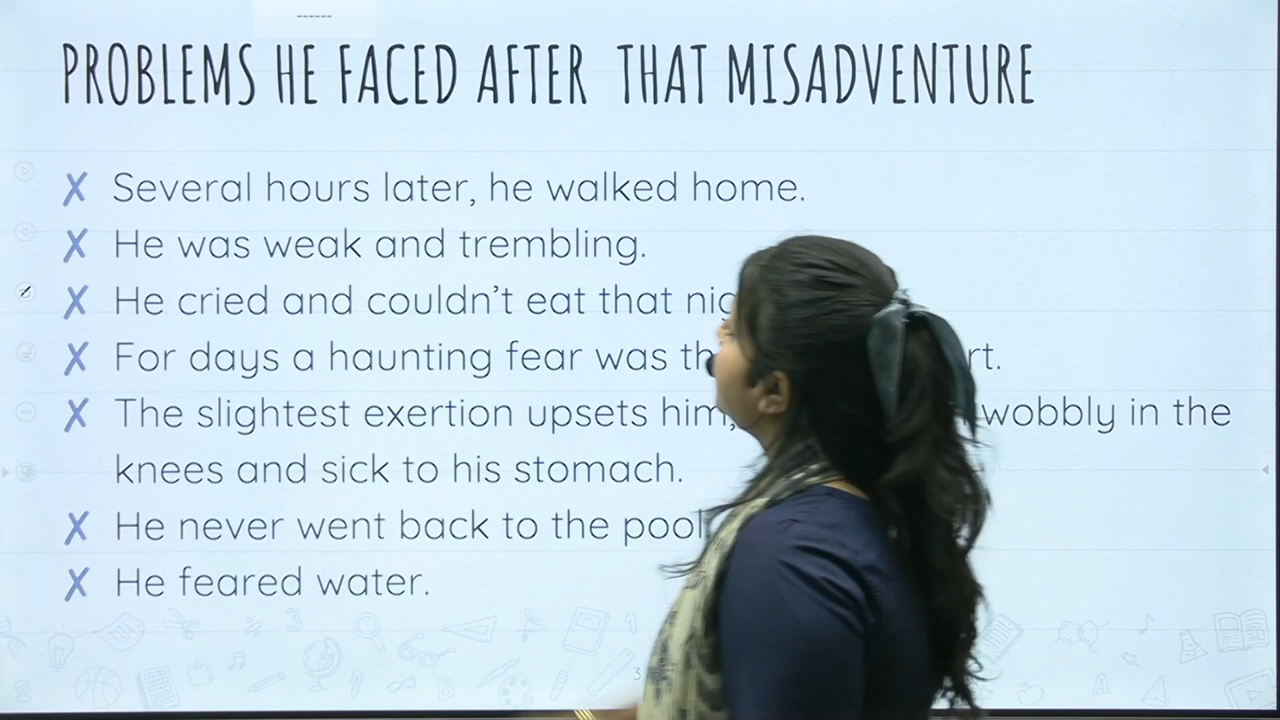 PROBLEMS HE FACED AFTER THAT MISADVENTURE
X Several hours later, he walked home.
X He was weak and trembling.
X He cried and couldn't eat that
X For days a haunting fear was
X The slightest exertion upsets him, wobbly in the
knees and sick to his stomach.
X He never went back to the pool
X He feared water.
3